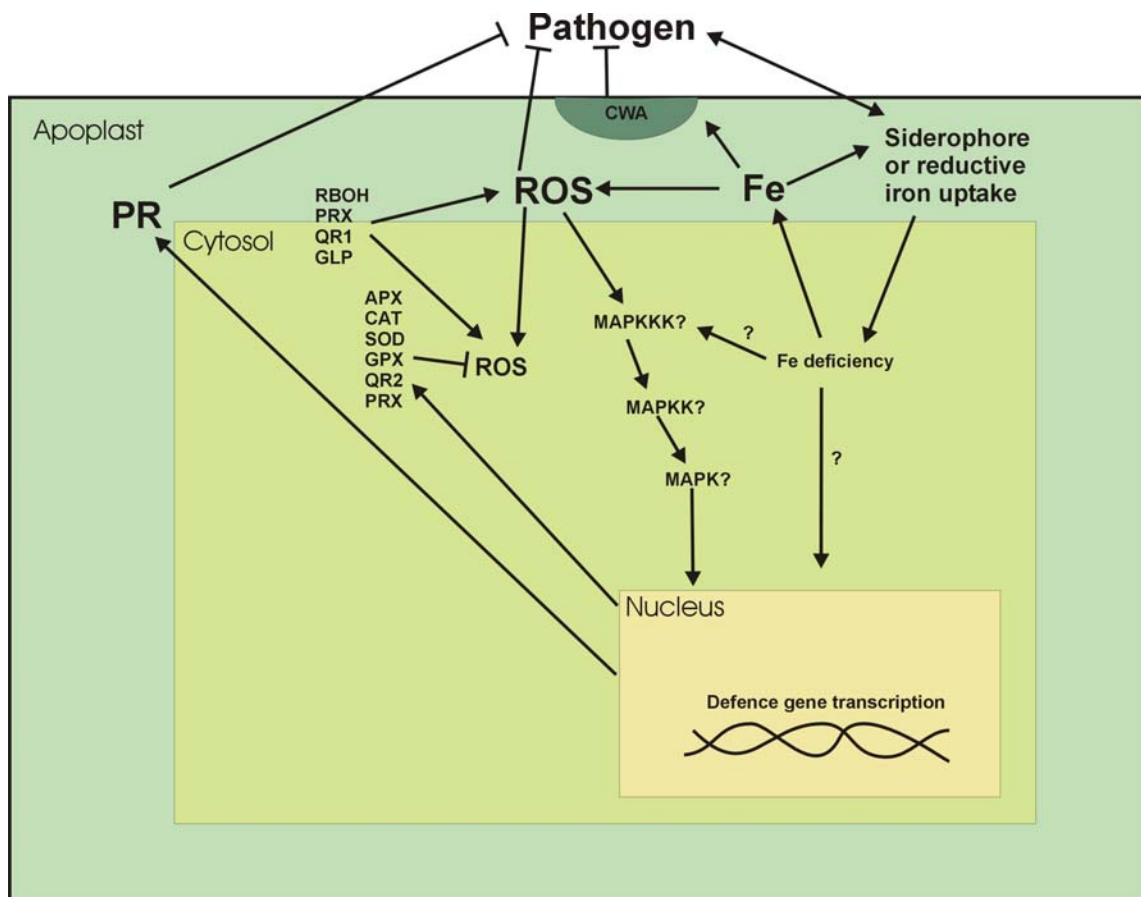 Pathogen
CWA
Apoplast
Siderophore
or reductive
iron uptake
RBOH
PRX
QR1
GLP
ROS
Fe
PR
Cytosol
APX
CAT
SOD
GPX
QR2
PRX
ROS
MAPKKK?
?
Fe deficiency
MAPKK?
?
MAPK?
Nucleus
Defence gene transcription